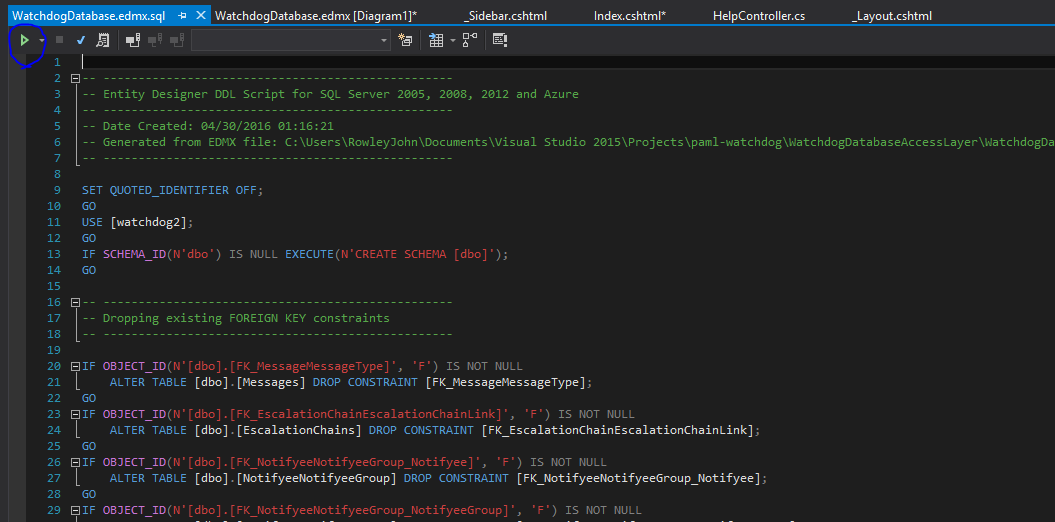 WatchdogDatabase.edmx.sql WatchdogDatabase.edmx [Diagram1]* _Sidebar.cshtml Index.cshtml* HelpController.cs _Layout.cshtml
1
2 -- --------------------------------------------------
3 -- Entity Designer DDL Script for SQL Server 2005, 2008, 2012 and Azure
4 -- --------------------------------------------------
5 -- Date Created: 04/30/2016 01:16:21
6 -- Generated from EDMX file: C:\Users\RowleyJohn\Documents\Visual Studio 2015\Projects\paml-watchdog\WatchdogDatabaseAccessLayer\WatchdogDa
7 -- --------------------------------------------------
8
9 SET QUOTED_IDENTIFIER OFF;
10 GO
11 USE [watchdog2];
12 GO
13 IF SCHEMA_ID(N'dbo') IS NULL EXECUTE(N'CREATE SCHEMA [dbo]');
14 GO
15
16 -- --------------------------------------------------
17 -- Dropping existing FOREIGN KEY constraints
18 -- --------------------------------------------------
19
20 IF OBJECT_ID(N'[dbo].[FK_MessageMessageType]', 'F') IS NOT NULL
21 ALTER TABLE [dbo].[Messages] DROP CONSTRAINT [FK_MessageMessageType];
22 GO
23 IF OBJECT_ID(N'[dbo].[FK_EscalationChainEscalationChainLink]', 'F') IS NOT NULL
24 ALTER TABLE [dbo].[EscalationChains] DROP CONSTRAINT [FK_EscalationChainEscalationChainLink];
25 GO
26 IF OBJECT_ID(N'[dbo].[FK_NotifyeeNotifyeeGroup_Notifyee]', 'F') IS NOT NULL
27 ALTER TABLE [dbo].[NotifyeeNotifyeeGroup] DROP CONSTRAINT [FK_NotifyeeNotifyeeGroup_Notifyee];
28 GO
29 IF OBJECT_ID(N'[dbo].[FK_NotifyeeNotifyeeGroup_NotifyeeGroup]', 'F') IS NOT NULL